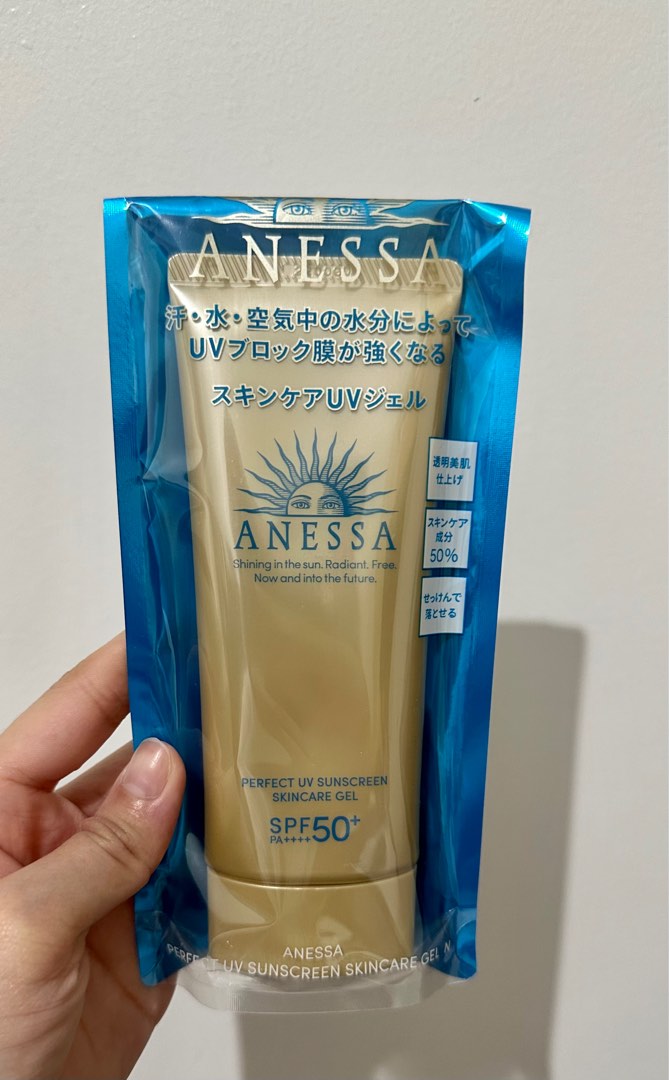 ANESSA
汗・水・空気中の水分によって
UVブロック膜が強くなる
スキンケアUVジェル
透明美肌
仕上げ
スキンケア
成分
50%
せっけんで
落とせる
ANESSA
Shining in the sun. Radiant. Free.
Now and into the future.
PERFECT UV SUNSCREEN
SKINCARE GEL
SPF50+
PA++++
ANESSA
PERFECT UV SUNSCREEN SKINCARE GEL N